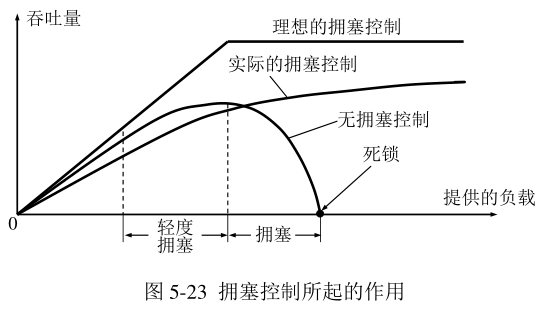 吞吐量
理想的拥塞控制
实际的拥塞控制
无拥塞控制
死锁
提供的负载
0
轻度
拥塞
拥塞
图 5-23 拥塞控制所起的作用